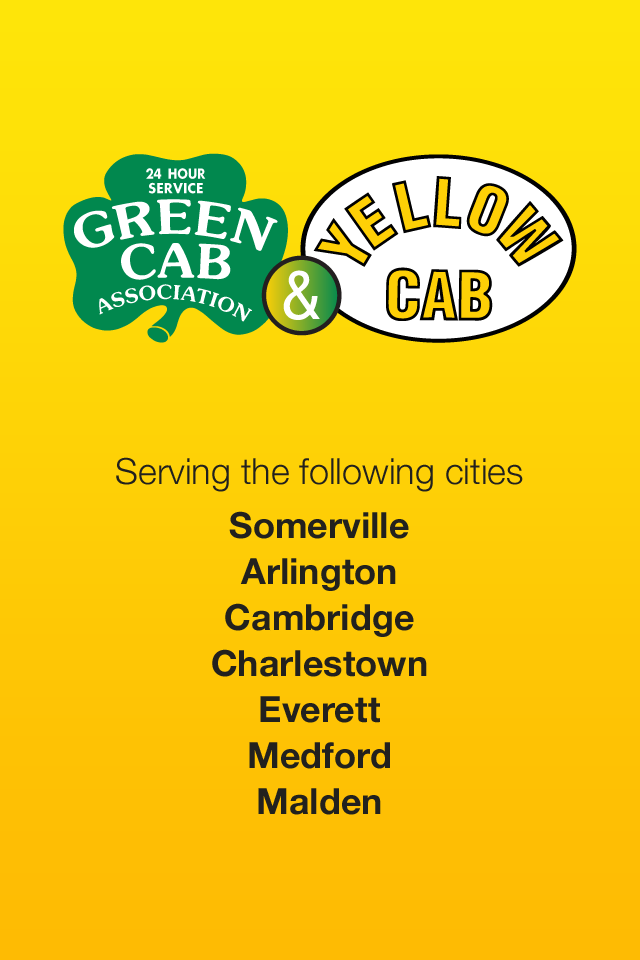 24 HOUR
SERVICE
GREEN
CAB
ASSOCIATION
&
YELLOW
CAB
Serving the following cities
Somerville
Arlington
Cambridge
Charlestown
Everett
Medford
Malden